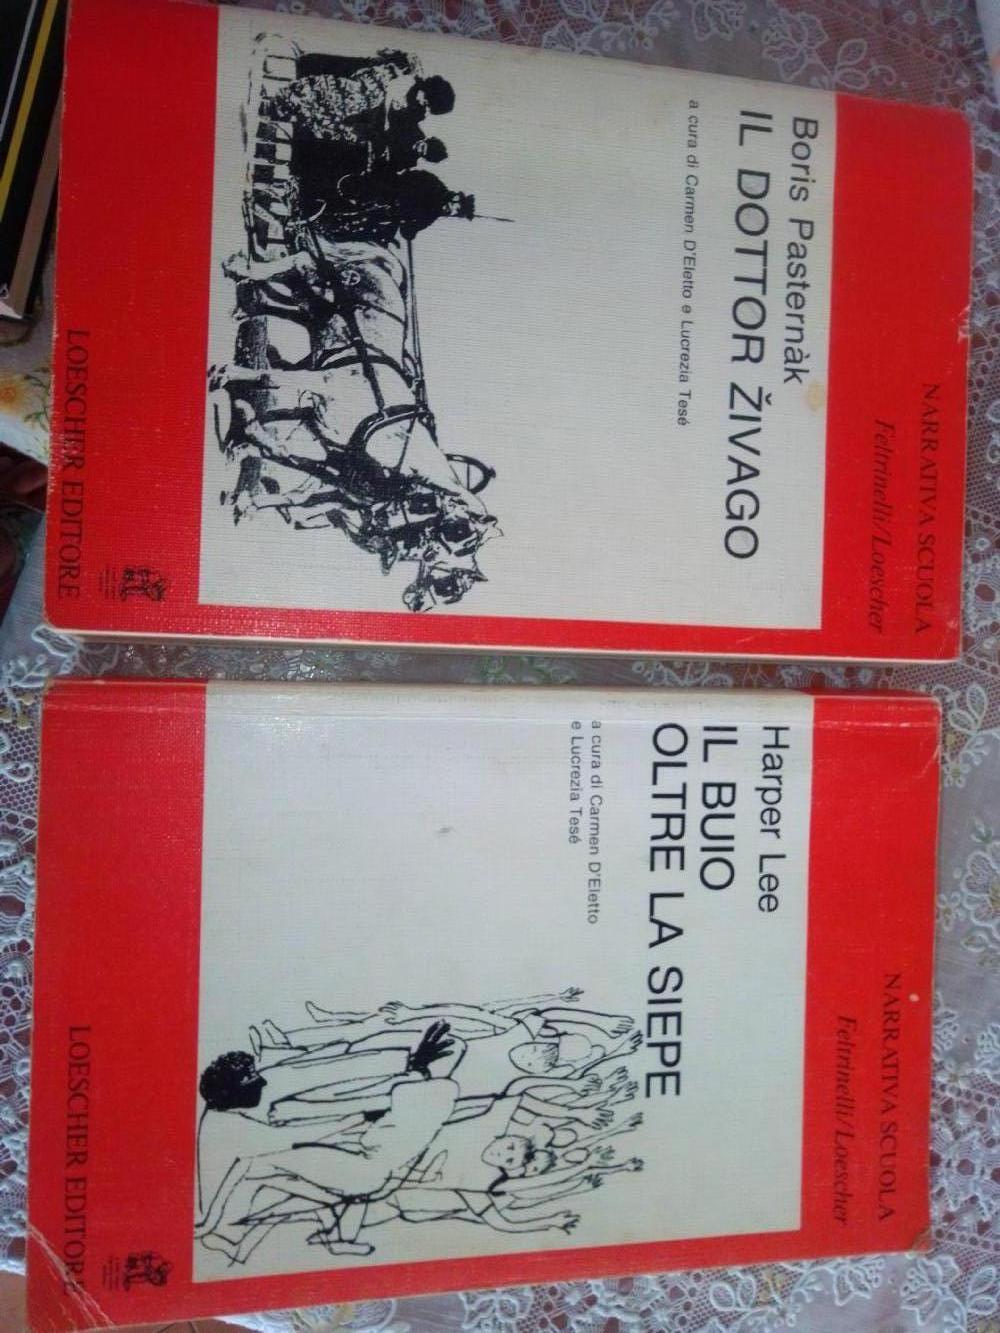 NARRATIVA SCUOLA
Feltrinelli/Loescher
Boris Pasternàk
IL DOTTOR ŽIVAGO
a cura di Carmen D'Eletto e Lucrezia Tesé
LOESCHER EDITORE
NARRATIVA SCUOLA
Feltrinelli/Loescher
Harper Lee
IL BUIO
OLTRE LA SIEPE
a cura di Carmen D'Eletto
e Lucrezia Tesé
LOESCHER EDITORE